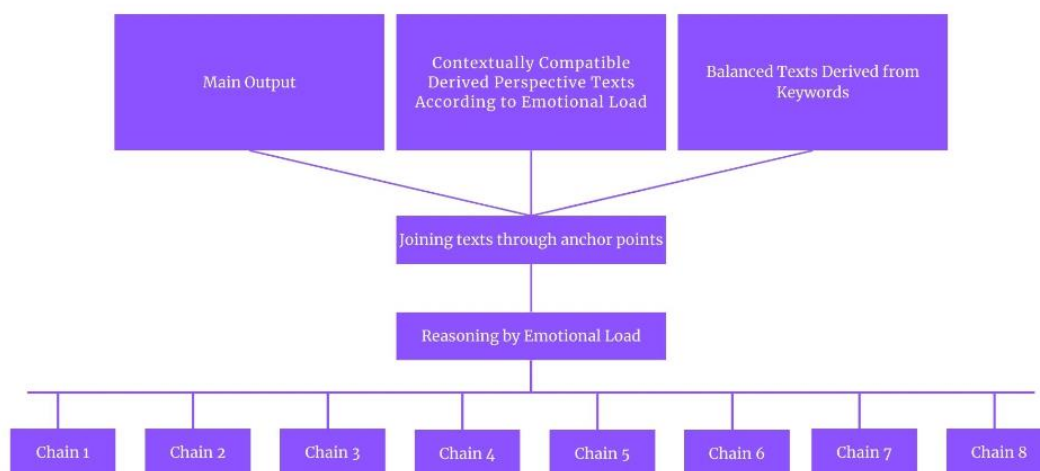 Main Output
Contextually Compatible
Derived Perspective Texts
According to Emotional Load
Balanced Texts Derived from
Keywords
Joining texts through anchor points
Reasoning by Emotional Load
Chain 1
Chain 2
Chain 3
Chain 4
Chain 5
Chain 6
Chain 7
Chain 8